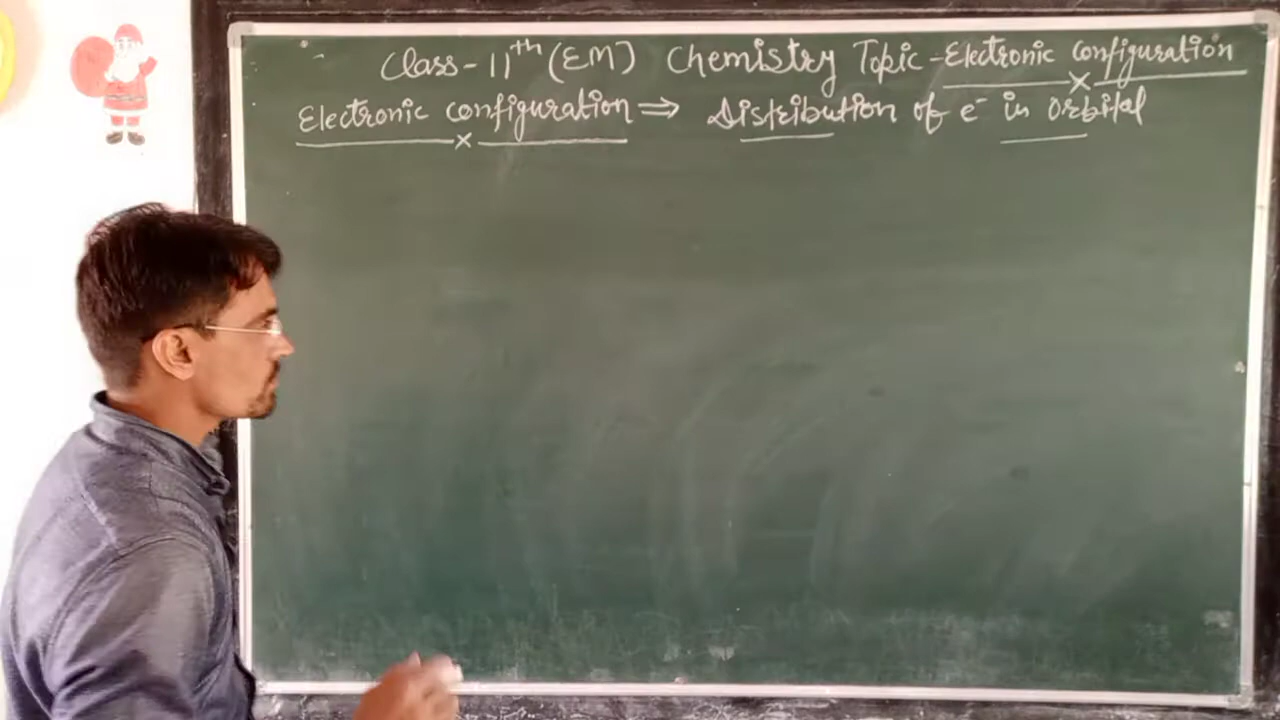 Class-11th (EM) Chemistry Topic-Electronic configuration
Electronic configuration ⇒ Distribution of e⁻ in orbital